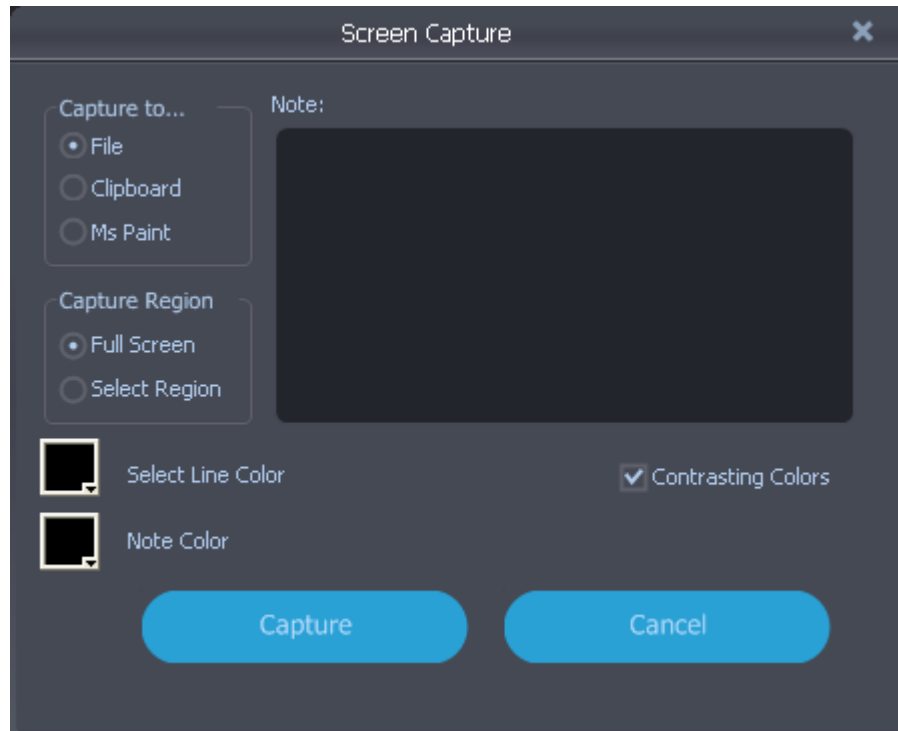 Screen Capture
Capture to...
Note:
File
Clipboard
Ms Paint
Capture Region
Full Screen
Select Region
Select Line Color
Contrasting Colors
Note Color
Capture
Cancel